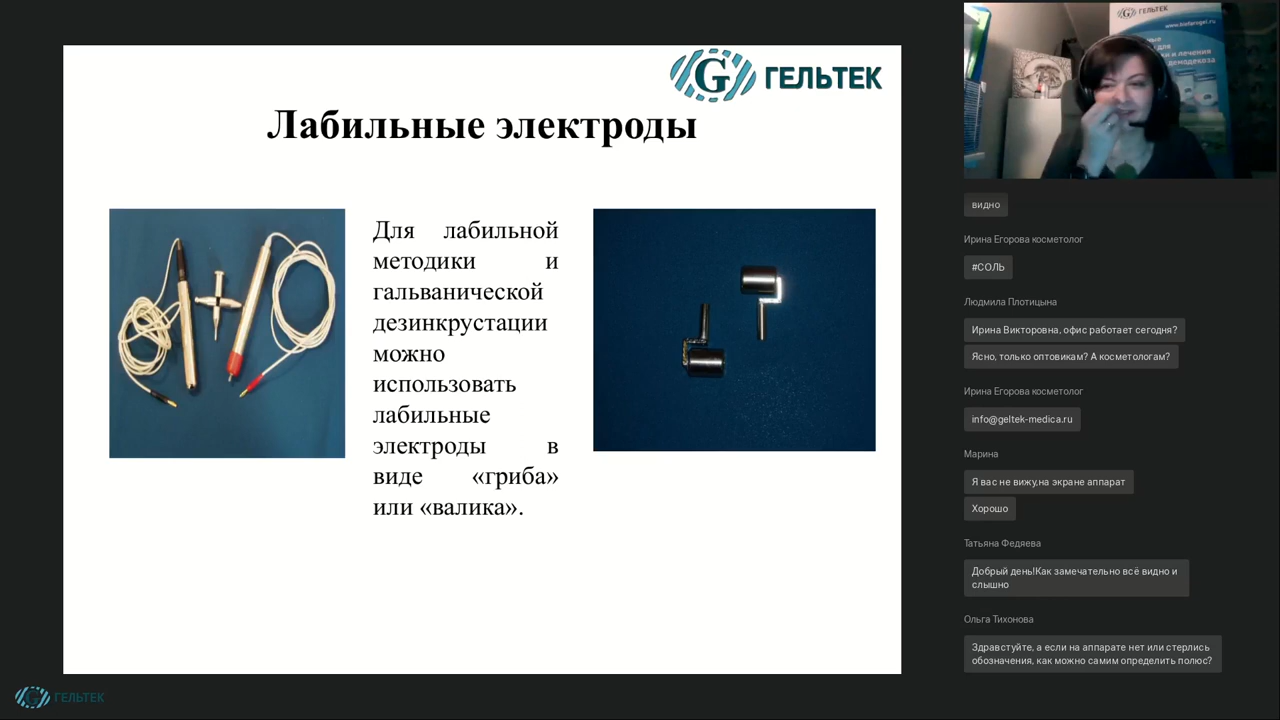 ГЕЛЬТЕК
Лабильные электроды
Для лабильной
методики и
гальванической
дезинкрустации
можно
использовать
лабильные
электроды в
виде «гриба»
или «валика».
ГЕЛЬТЕК
ГЕЛЬТЕК
видно
Ирина Егорова косметолог
#СОЛЬ
Людмила Плотицына
Ирина Викторовна, офис работает сегодня?
Ясно, только оптовикам? А косметологам?
Ирина Егорова косметолог
info@geltek-medica.ru
Марина
Я вас не вижу,на экране аппарат
Хорошо
Татьяна Федяева
Добрый день!Как замечательно всё видно и
слышно
Ольга Тихонова
Здравстуйте, а если на аппарате нет или стерлись
обозначения, как можно самим определить полюс?